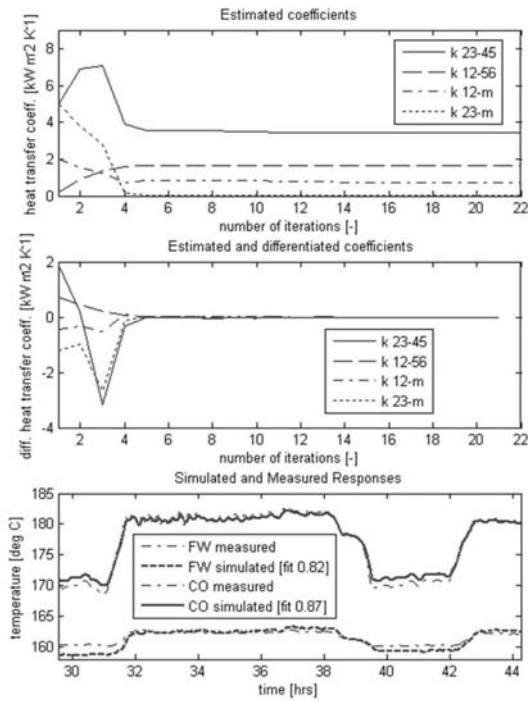 Estimated coefficients
heat transfer coeff. [kW m2 K-1]
8
6
4
2
0
k 23-45
k 12-56
k 12-m
k 23-m
2 4 6 8 10 12 14 16 18 20 22
number of itierations [-]
Estimated and differentiated coefficients
diff. heat transfer coeff. [kW m2 K-1]
2
0
-2
-4
k 23-45
k 12-56
k 12-m
k 23-m
2 4 6 8 10 12 14 16 18 20 22
number of iterations [-]
Simulated and Measured Responses
temperature [deg C]
185
180
175
170
165
160
FW measured
FW simulated [fit 0.82]
CO measured
CO simulated [fit 0.87]
30 32 34 36 38 40 42 44
time [hrs]